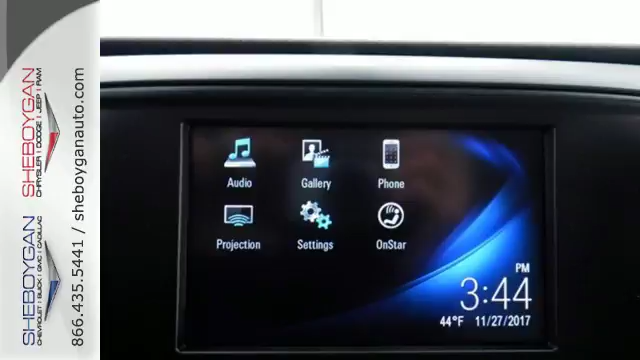 SHEBOYGAN
CHRYSLER | DODGE | JEEP | RAM
SHEBOYGAN
CHEVROLET | BUICK | GMC | CADILLAC
866.435.5441 / sheboyganauto.com
Audio
Gallery
Phone
Projection
Settings
OnStar
PM
3:44
44°F 11/27/2017